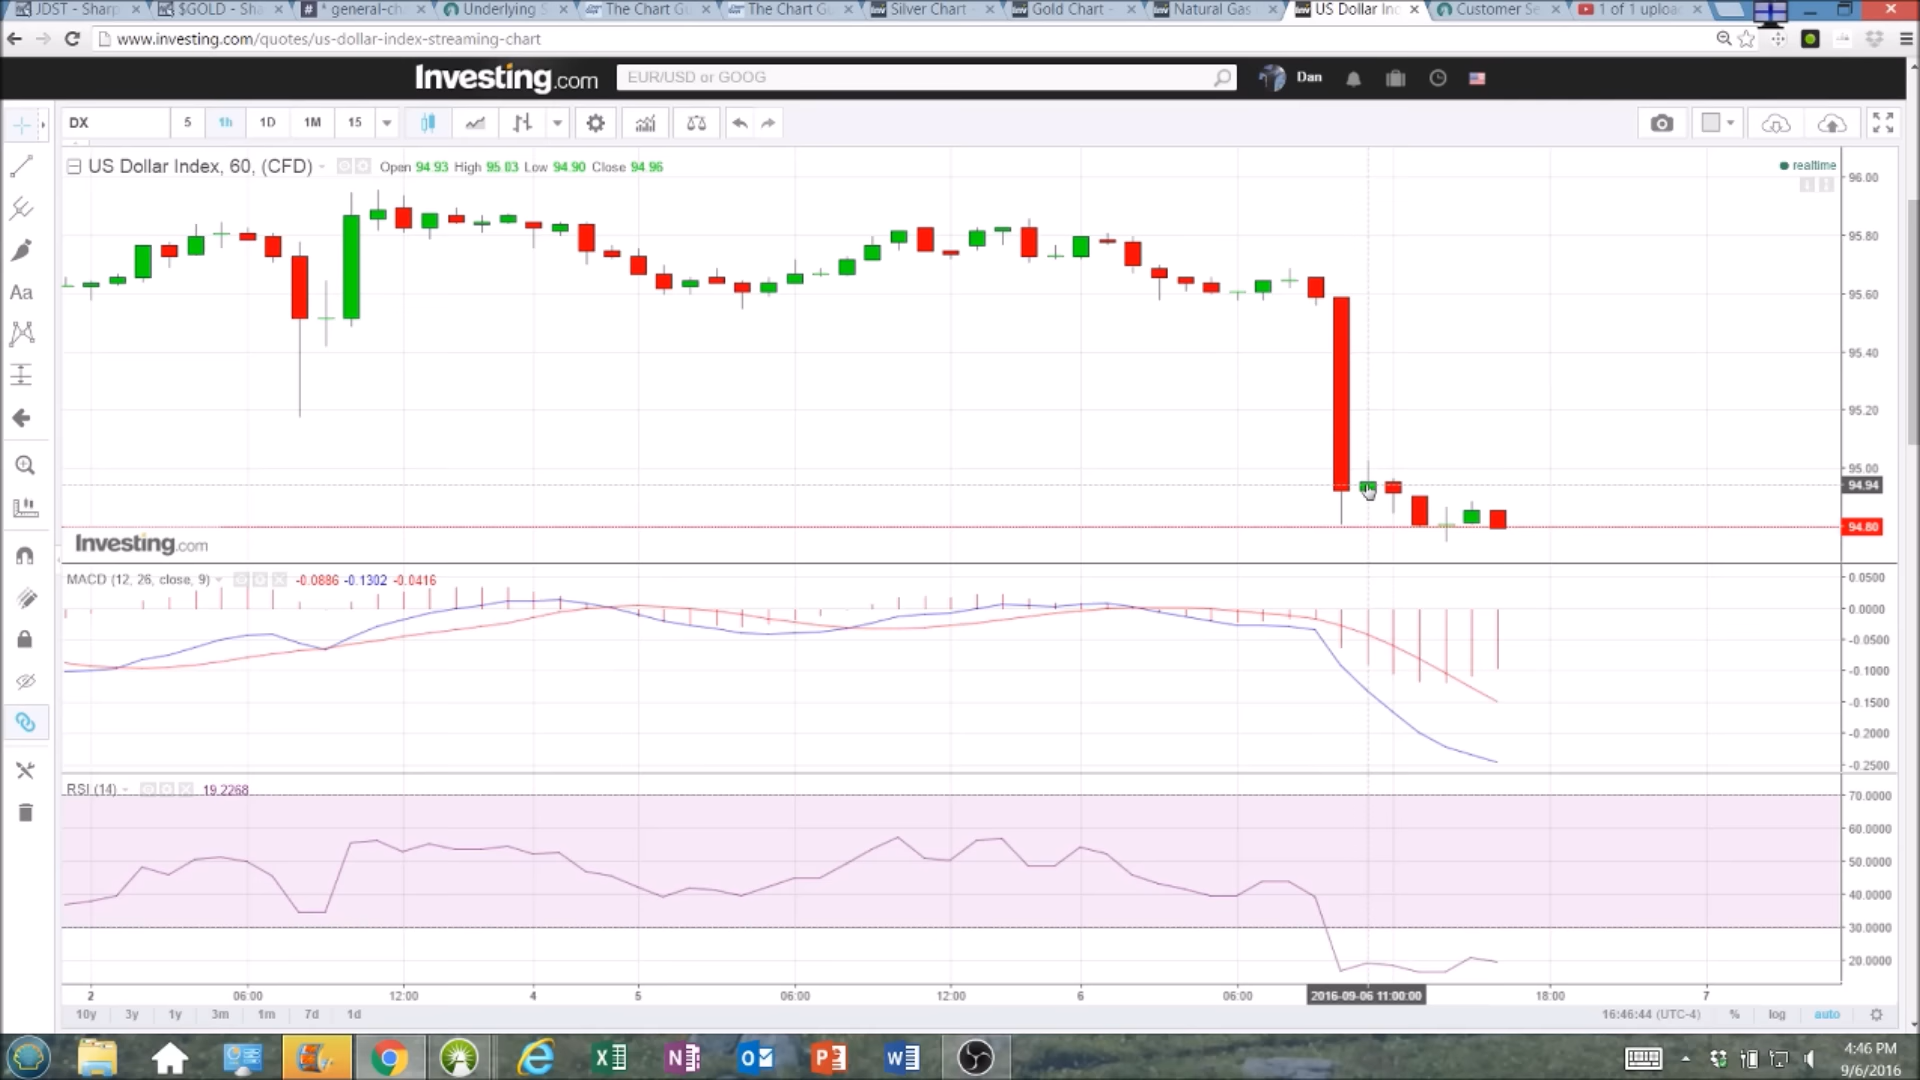 JDST - Sharp
$GOLD - Sha
* general-ch
Underlying S
The Chart Gu
The Chart Gu
Silver Chart -
Gold Chart -
Natural Gas
US Dollar Ind
Customer Se
1 of 1 uploa
www.investing.com/quotes/us-dollar-index-streaming-chart
Investing.com
EUR/USD or GOOG
Dan
DX
5
1h
1D
1M
15
US Dollar Index, 60, (CFD)
Open 94.93 High 95.03 Low 94.90 Close 94.96
realtime
96.00
95.80
95.60
95.40
95.20
95.00
94.94
94.80
Investing.com
MACD (12, 26, close, 9)
-0.0886 -0.1302 -0.0416
0.0500
0.0000
-0.0500
-0.1000
-0.1500
-0.2000
-0.2500
RSI (14)
19.2268
70.0000
60.0000
50.0000
40.0000
30.0000
20.0000
2
06:00
12:00
4
5
06:00
12:00
6
06:00
2016-09-06 11:00:00
18:00
7
10y
3y
1y
3m
1m
7d
1d
16:46:44 (UTC-4)
%
log
auto
4:46 PM
9/6/2016